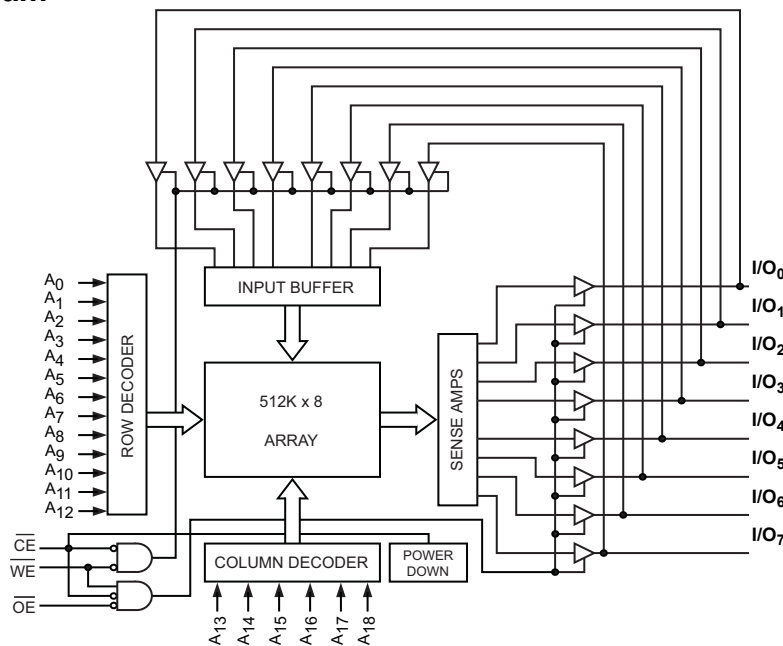 INPUT BUFFER
A0
A1
A2
A3
A4
A5
A6
A7
A8
A9
A10
A11
A12
ROW DECODER
512K x 8
ARRAY
SENSE AMPS
I/O0
I/O1
I/O2
I/O3
I/O4
I/O5
I/O6
I/O7
CE
WE
OE
COLUMN DECODER
POWER
DOWN
A13
A14
A15
A16
A17
A18